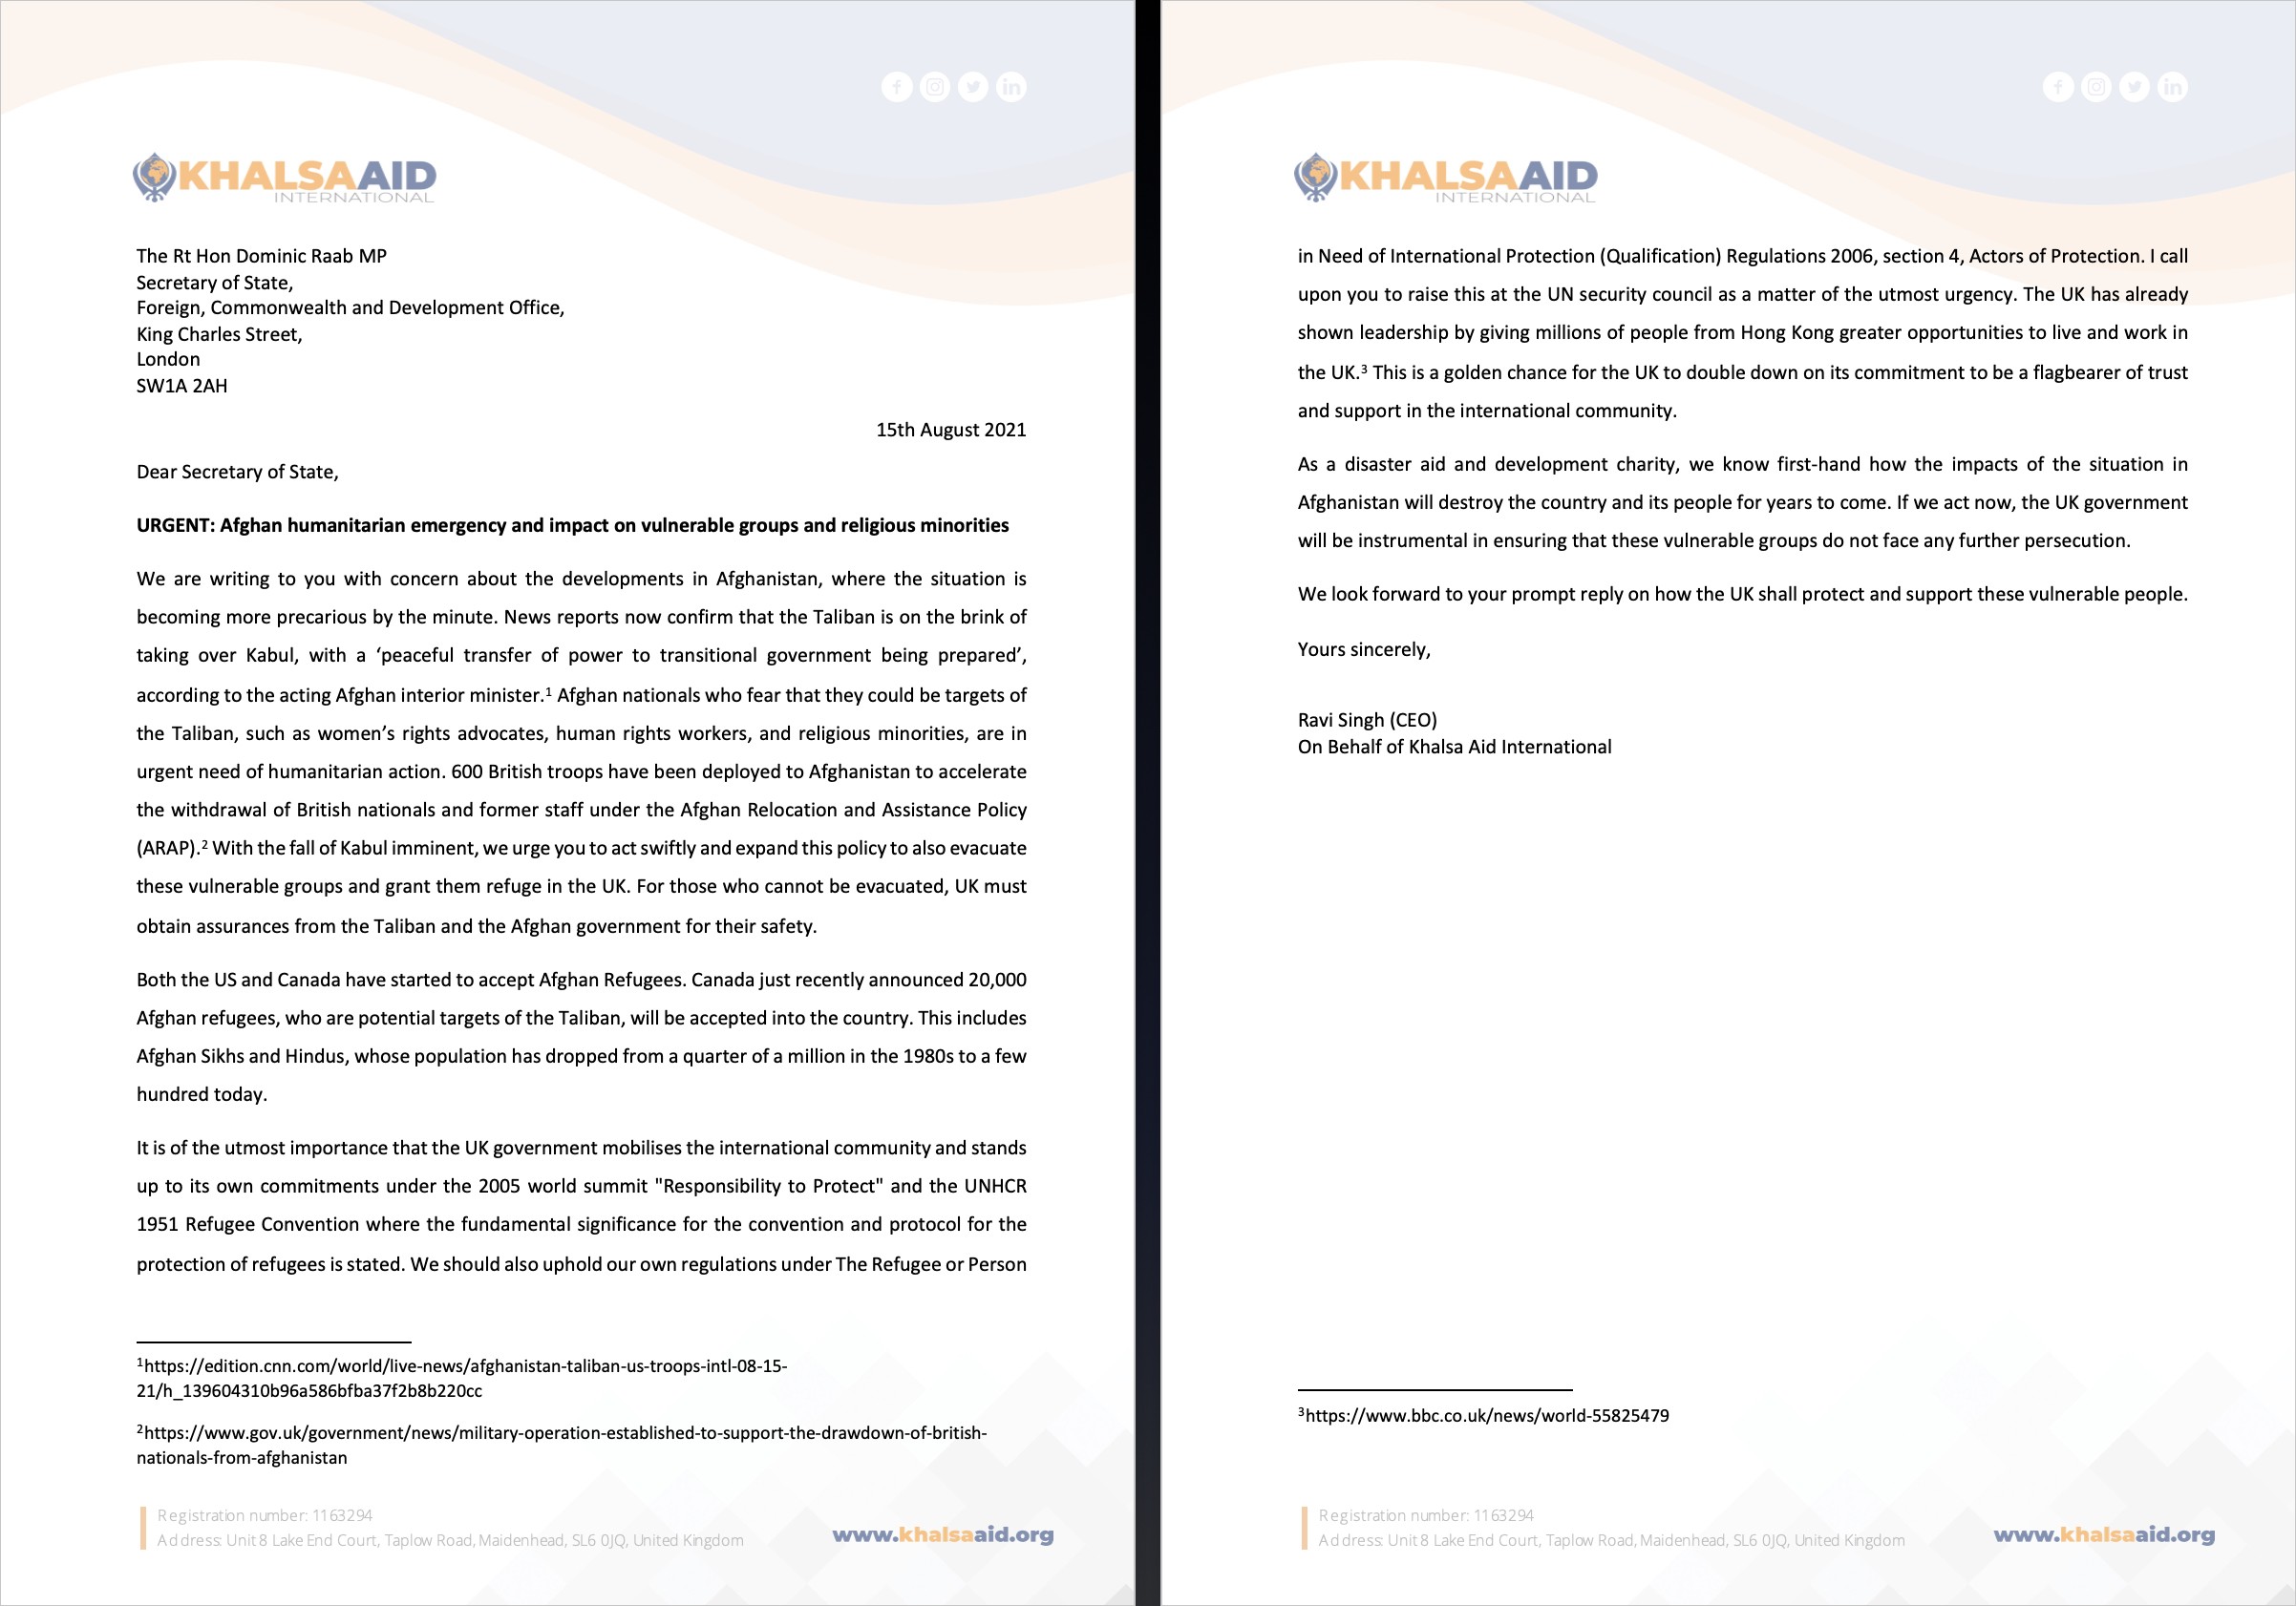 KHALSAAID
INTERNATIONAL
The Rt Hon Dominic Raab MP
Secretary of State,
Foreign, Commonwealth and Development Office,
King Charles Street,
London
SW1A 2AH
15th August 2021
Dear Secretary of State,
URGENT: Afghan humanitarian emergency and impact on vulnerable groups and religious minorities
We are writing to you with concern about the developments in Afghanistan, where the situation is
becoming more precarious by the minute. News reports now confirm that the Taliban is on the brink of
taking over Kabul, with a ‘peaceful transfer of power to transitional government being prepared’,
according to the acting Afghan interior minister.¹ Afghan nationals who fear that they could be targets of
the Taliban, such as women’s rights advocates, human rights workers, and religious minorities, are in
urgent need of humanitarian action. 600 British troops have been deployed to Afghanistan to accelerate
the withdrawal of British nationals and former staff under the Afghan Relocation and Assistance Policy
(ARAP).² With the fall of Kabul imminent, we urge you to act swiftly and expand this policy to also evacuate
these vulnerable groups and grant them refuge in the UK. For those who cannot be evacuated, UK must
obtain assurances from the Taliban and the Afghan government for their safety.
Both the US and Canada have started to accept Afghan Refugees. Canada just recently announced 20,000
Afghan refugees, who are potential targets of the Taliban, will be accepted into the country. This includes
Afghan Sikhs and Hindus, whose population has dropped from a quarter of a million in the 1980s to a few
hundred today.
It is of the utmost importance that the UK government mobilises the international community and stands
up to its own commitments under the 2005 world summit "Responsibility to Protect" and the UNHCR
1951 Refugee Convention where the fundamental significance for the convention and protocol for the
protection of refugees is stated. We should also uphold our own regulations under The Refugee or Person
¹https://edition.cnn.com/world/live-news/afghanistan-taliban-us-troops-intl-08-15-
21/h_139604310b96a586bfba37f2b8b220cc
²https://www.gov.uk/government/news/military-operation-established-to-support-the-drawdown-of-british-
nationals-from-afghanistan
Registration number: 1163294
Address: Unit 8 Lake End Court, Taplow Road, Maidenhead, SL6 0JQ, United Kingdom
www.khalsaaid.org
KHALSAAID
INTERNATIONAL
in Need of International Protection (Qualification) Regulations 2006, section 4, Actors of Protection. I call
upon you to raise this at the UN security council as a matter of the utmost urgency. The UK has already
shown leadership by giving millions of people from Hong Kong greater opportunities to live and work in
the UK.³ This is a golden chance for the UK to double down on its commitment to be a flagbearer of trust
and support in the international community.
As a disaster aid and development charity, we know first-hand how the impacts of the situation in
Afghanistan will destroy the country and its people for years to come. If we act now, the UK government
will be instrumental in ensuring that these vulnerable groups do not face any further persecution.
We look forward to your prompt reply on how the UK shall protect and support these vulnerable people.
Yours sincerely,
Ravi Singh (CEO)
On Behalf of Khalsa Aid International
³https://www.bbc.co.uk/news/world-55825479
Registration number: 1163294
Address: Unit 8 Lake End Court, Taplow Road, Maidenhead, SL6 0JQ, United Kingdom
www.khalsaaid.org